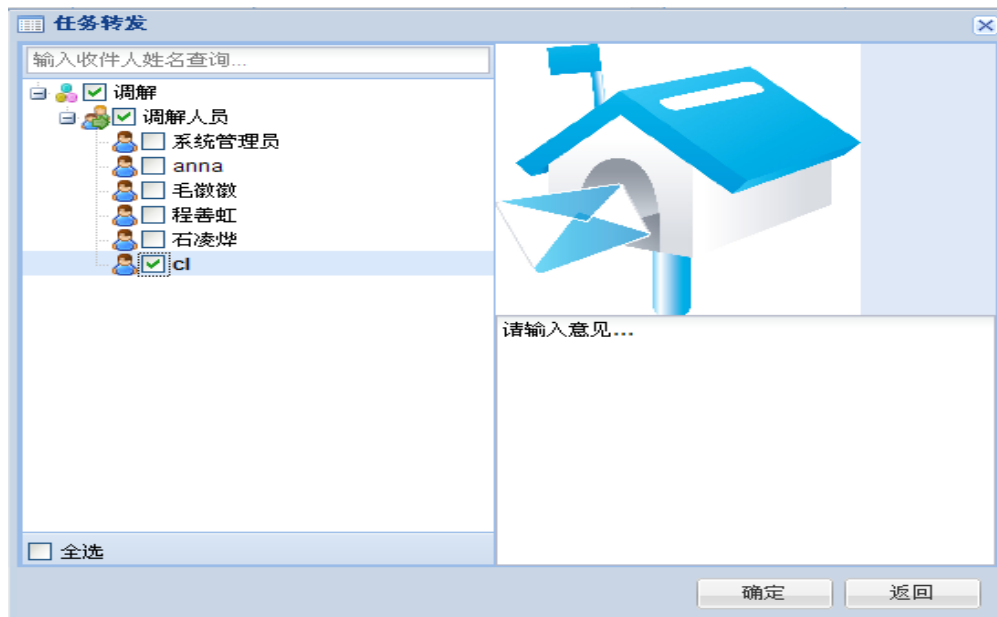 任务转发
输入收件人姓名查询...
调解
调解人员
系统管理员
anna
毛微微
程善虹
石凌烨
cl
全选
请输入意见...
确定
返回